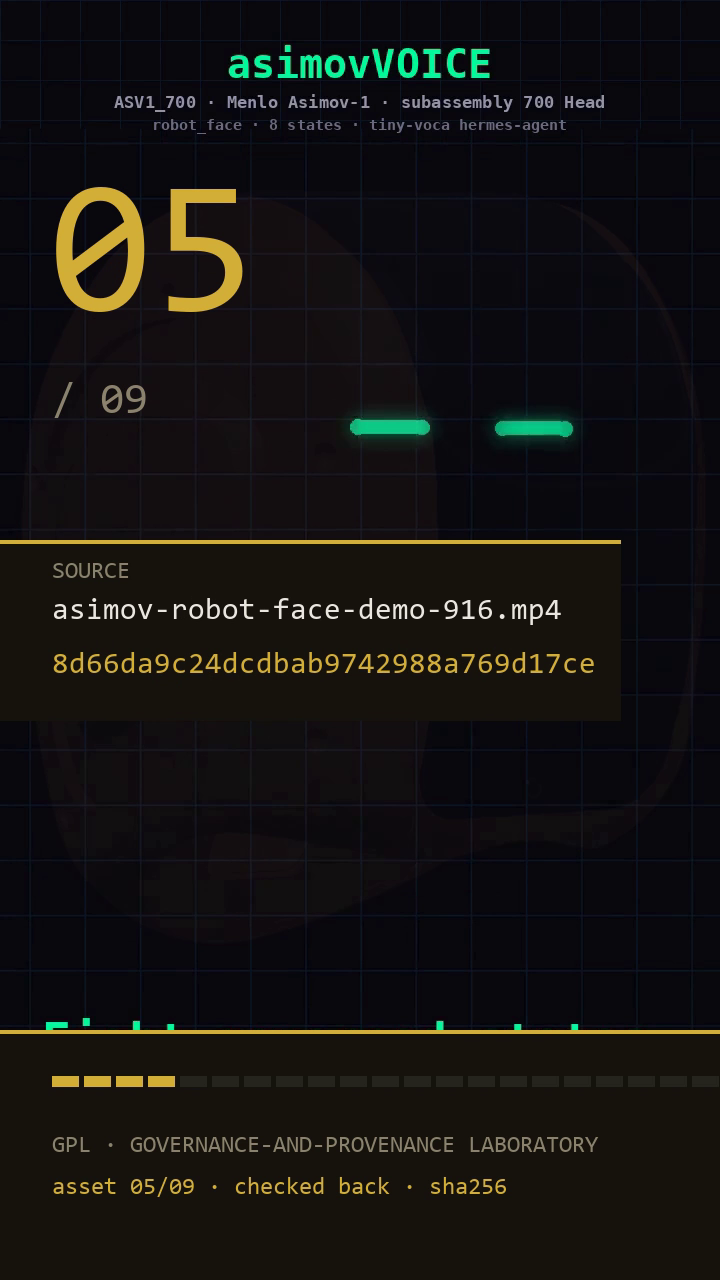 asimovVOICE
ASV1_700 · Menlo Asimov-1 · subassembly 700 Head
robot_face · 8 states · tiny-voca hermes-agent
05
/ 09
SOURCE
asimov-robot-face-demo-916.mp4
8d66da9c24dcdbab9742988a769d17ce
GPL · GOVERNANCE-AND-PROVENANCE LABORATORY
asset 05/09 · checked back · sha256